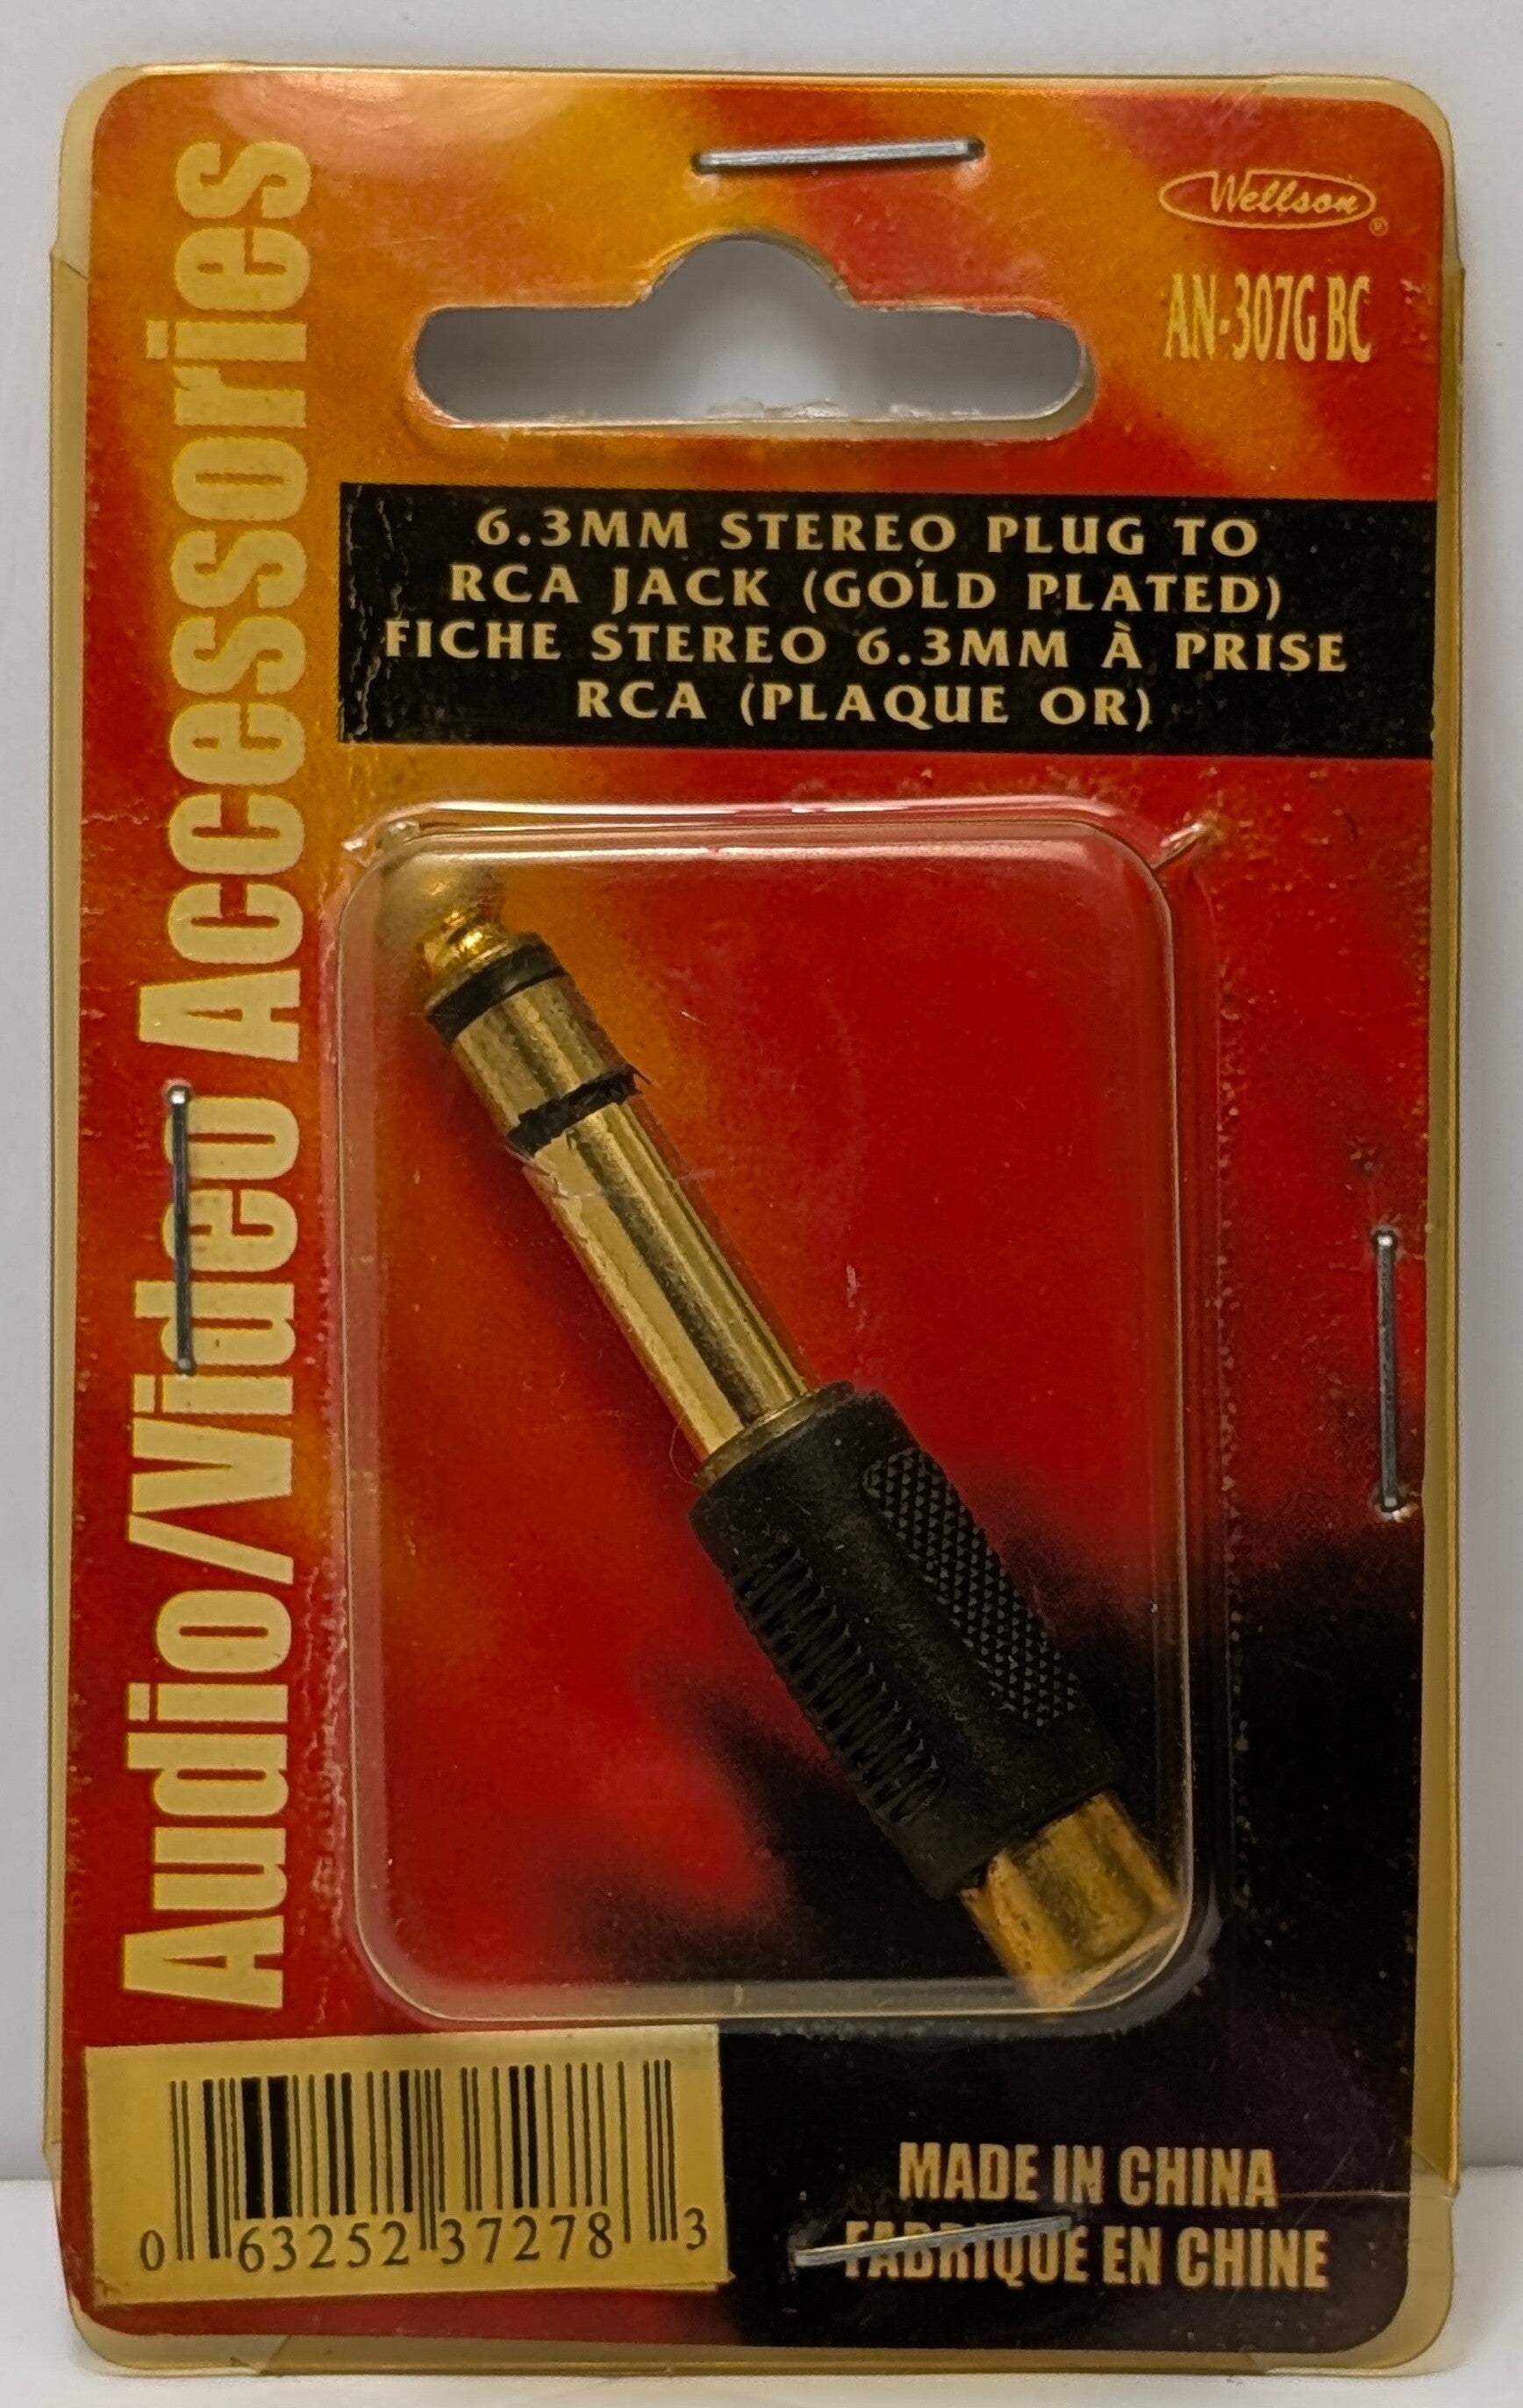 Wellson®
AN-307G BC
6.3MM STEREO PLUG TO
RCA JACK (GOLD PLATED)
FICHE STEREO 6.3MM À PRISE
RCA (PLAQUE OR)
Audio/Video Accessories
0 63252 37278 3
MADE IN CHINA
FABRIQUE EN CHINE